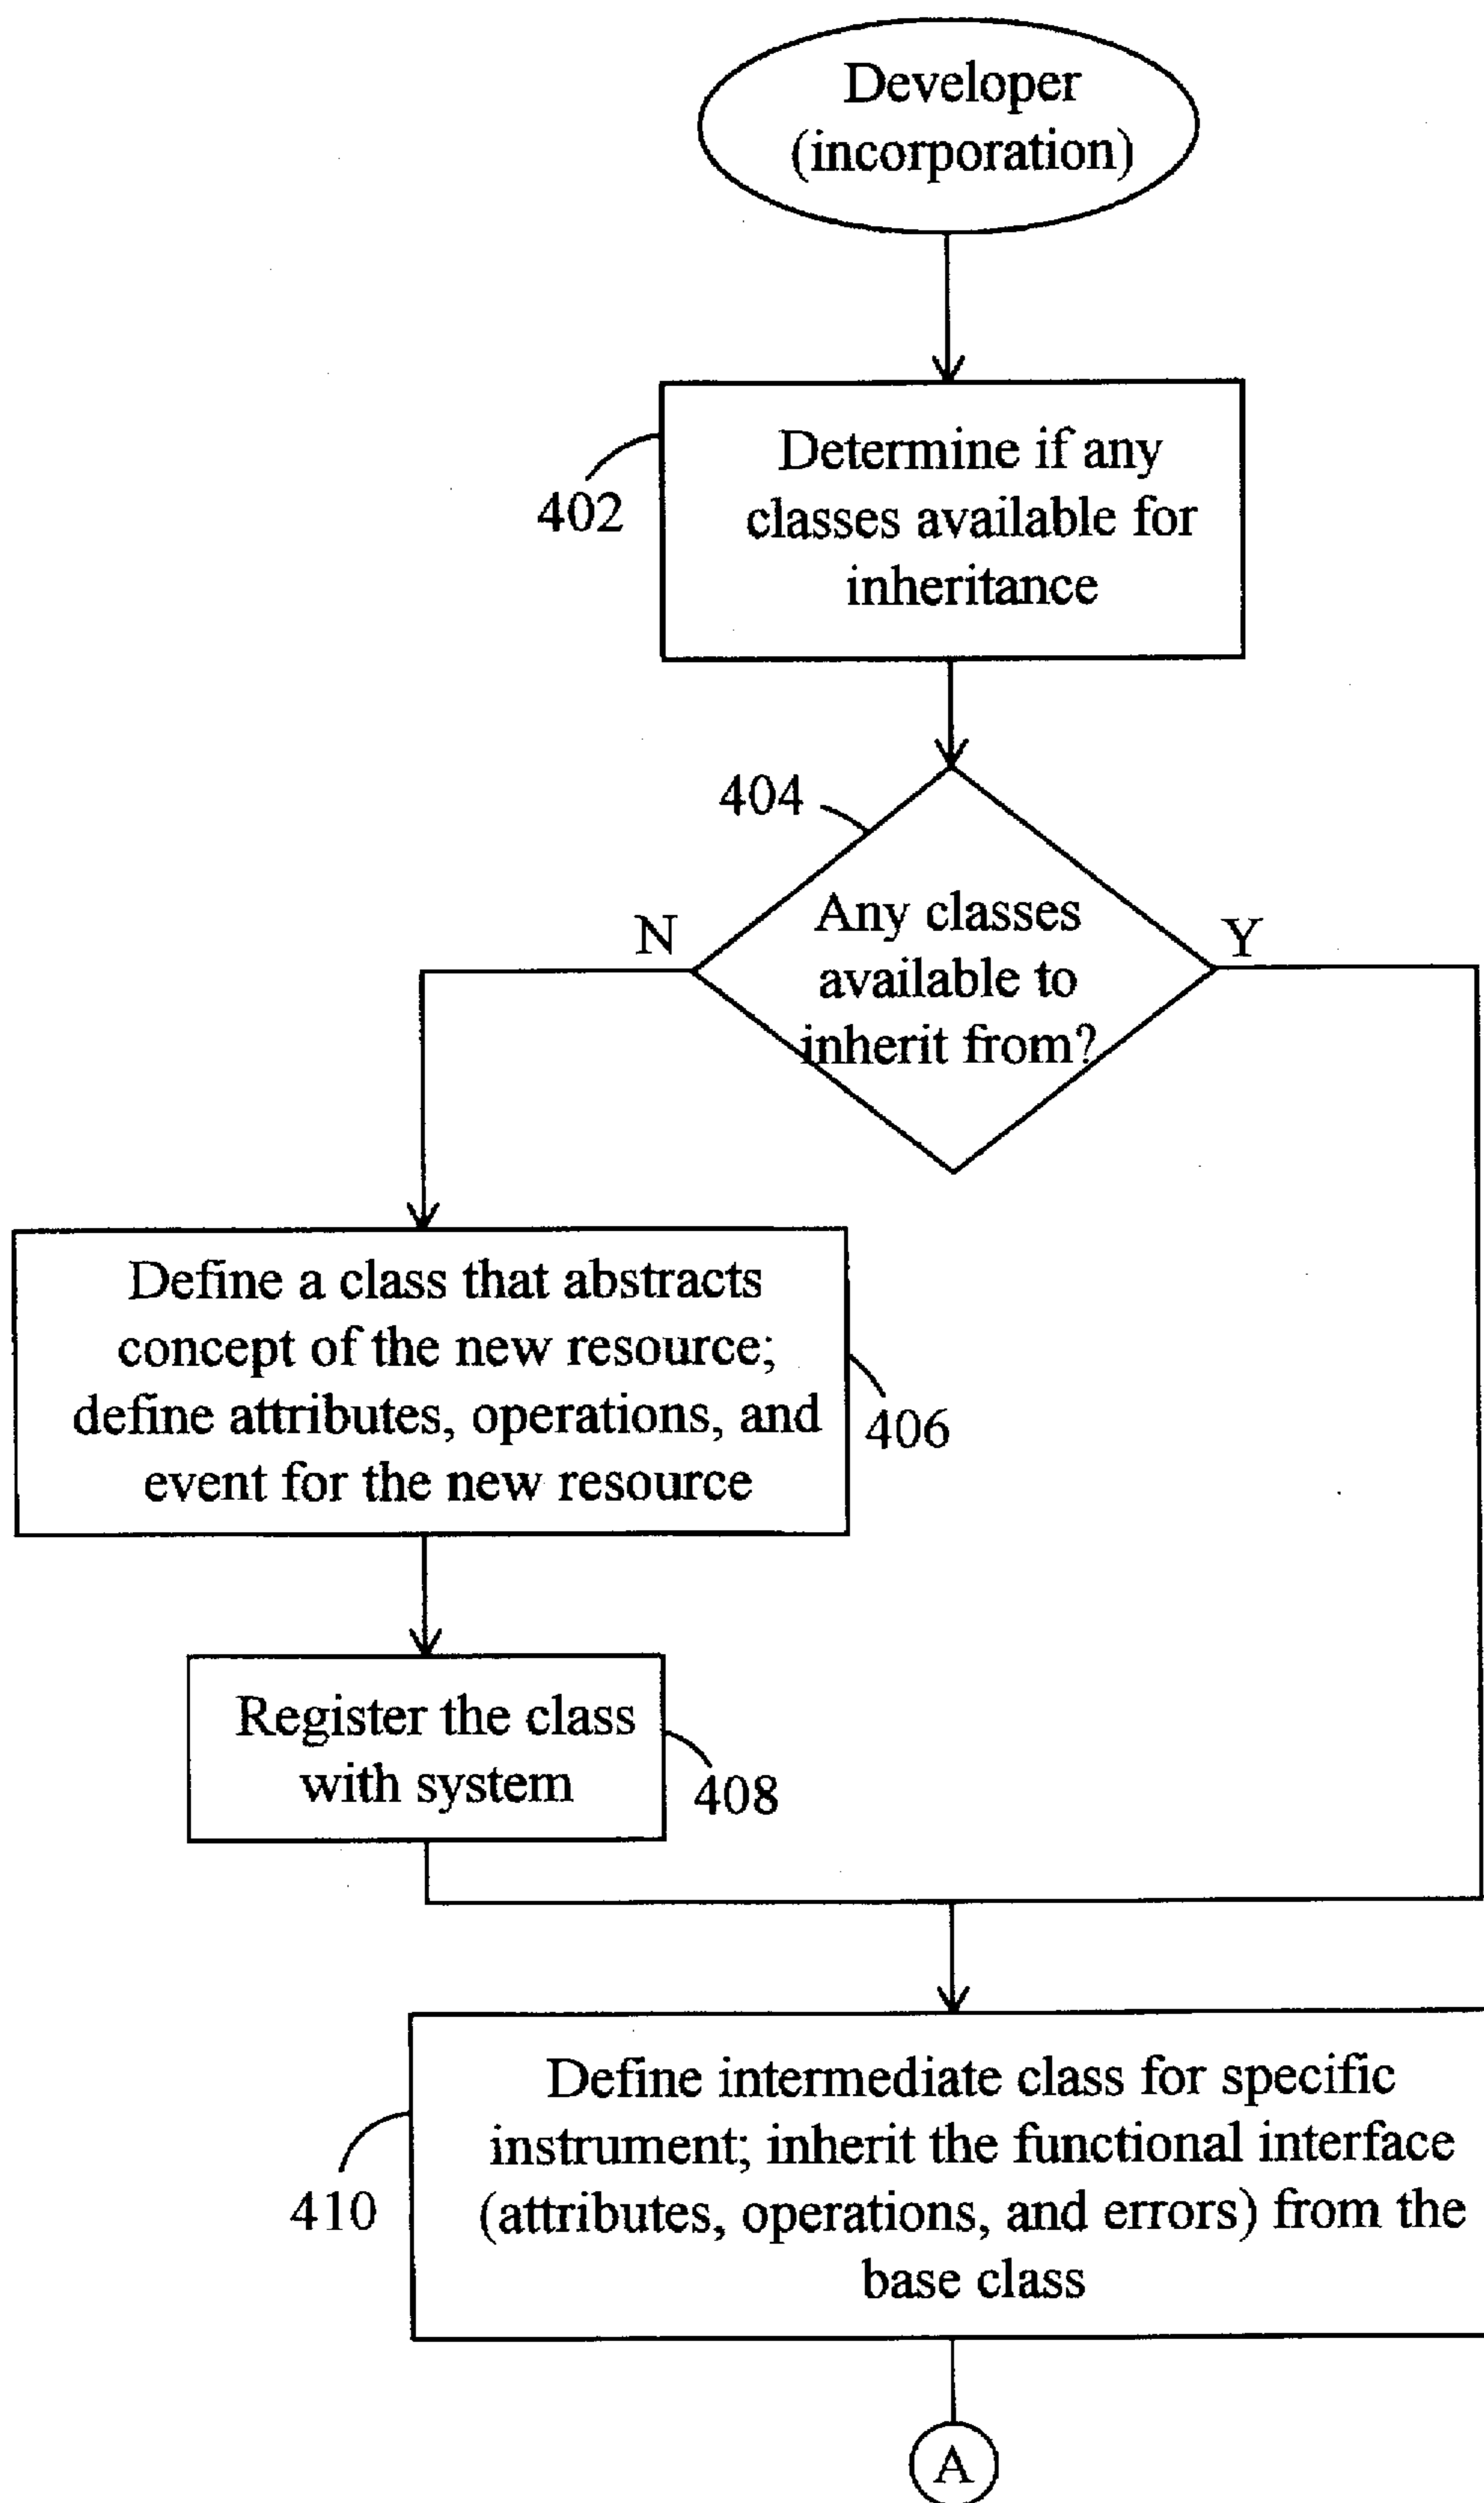 Developer
(incorporation)
Determine if any
classes available for
inheritance
402
404
N
Y
Any classes
available to
inherit from?
Define a class that abstracts
concept of the new resource;
define attributes, operations, and
event for the new resource
406
Register the class
with system
408
Define intermediate class for specific
instrument; inherit the functional interface
(attributes, operations, and errors) from the
base class
410
A